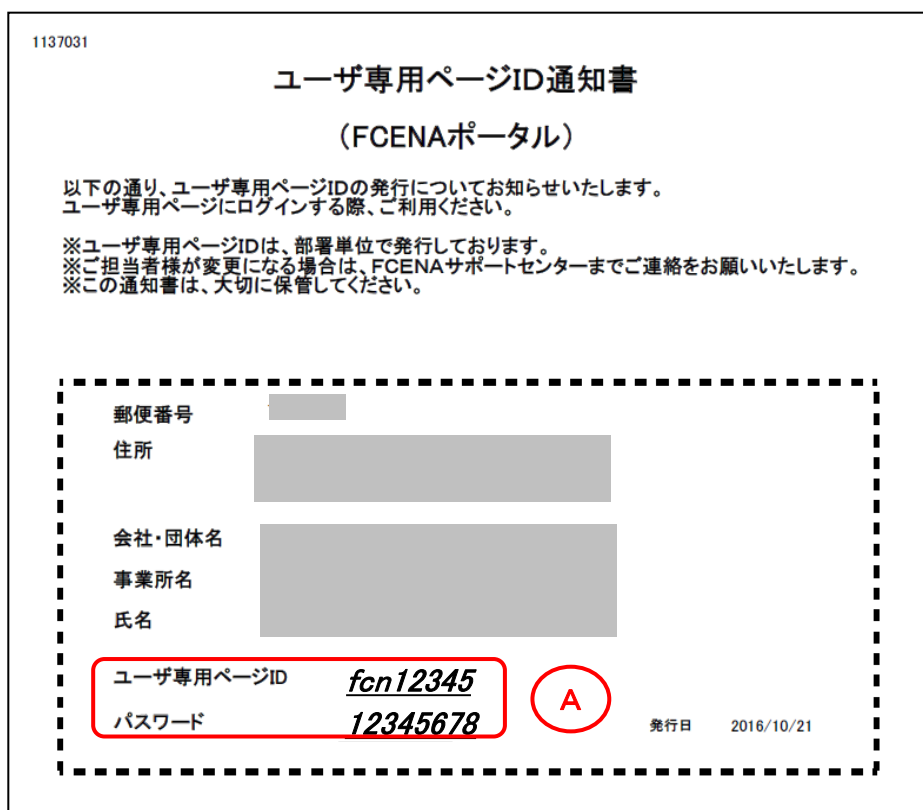 1137031
ユーザ専用ページID通知書
（FCENAポータル）
以下の通り、ユーザ専用ページIDの発行についてお知らせいたします。
ユーザ専用ページにログインする際、ご利用ください。
※ユーザ専用ページIDは、部署単位で発行しております。
※ご担当者様が変更になる場合は、FCENAサポートセンターまでご連絡をお願いいたします。
※この通知書は、大切に保管してください。
郵便番号
住所
会社・団体名
事業所名
氏名
ユーザ専用ページID fcn12345
パスワード 12345678
A
発行日 2016/10/21